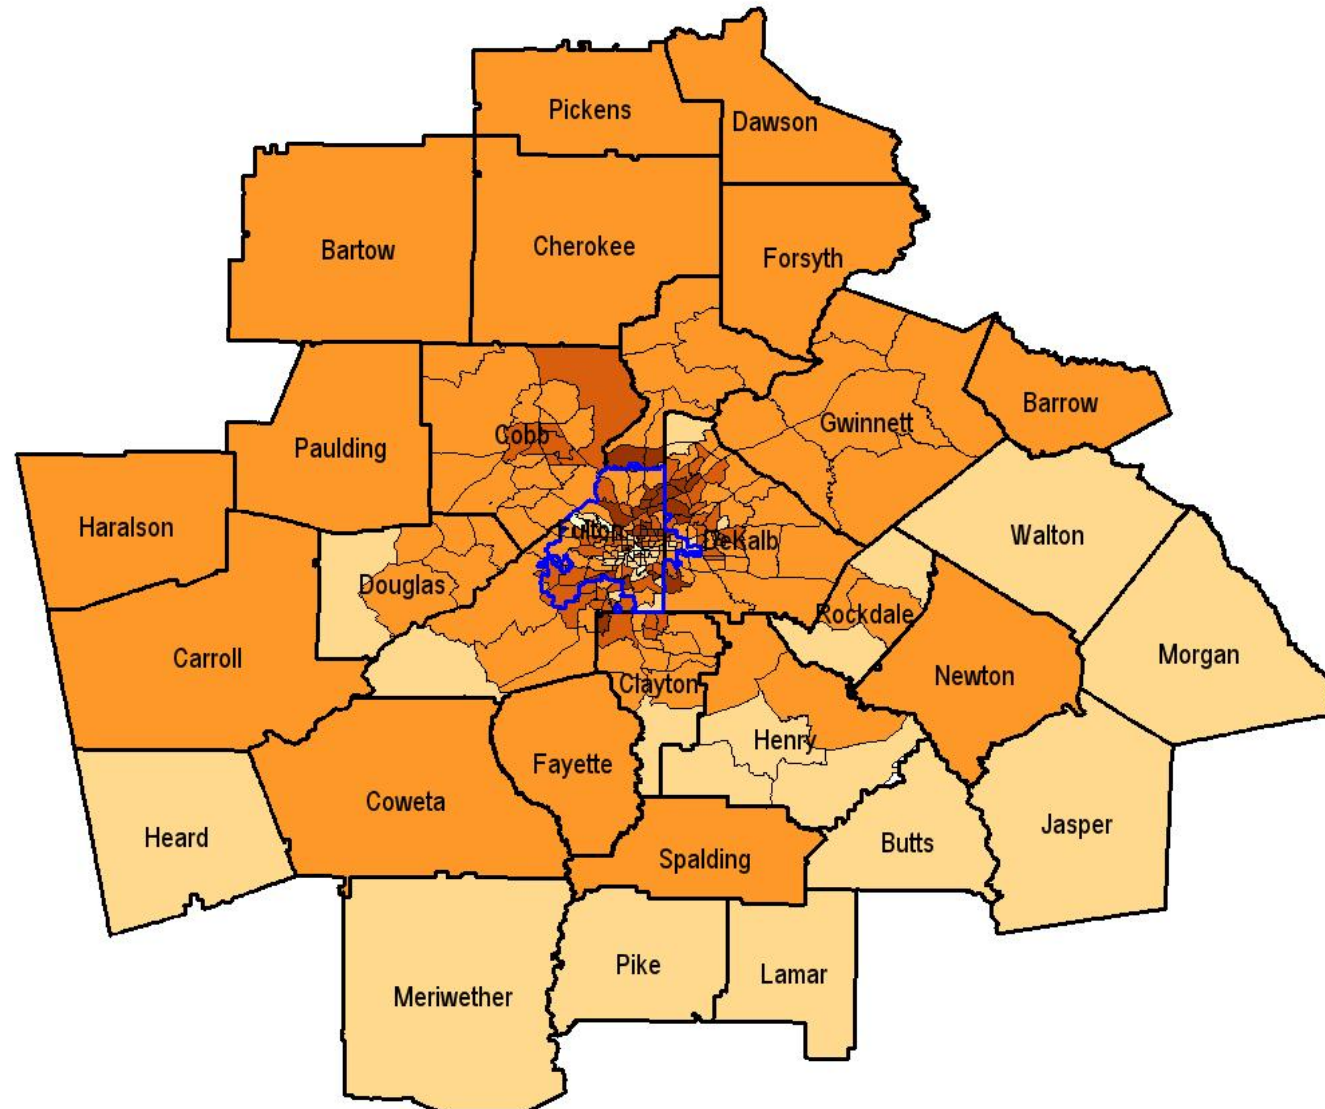 Pickens
Dawson
Bartow
Cherokee
Forsyth
Barrow
Gwinnett
Cobb
Paulding
Haralson
Fulton
DeKalb
Walton
Douglas
Rockdale
Carroll
Morgan
Newton
Clayton
Henry
Fayette
Coweta
Jasper
Heard
Butts
Spalding
Pike
Lamar
Meriwether